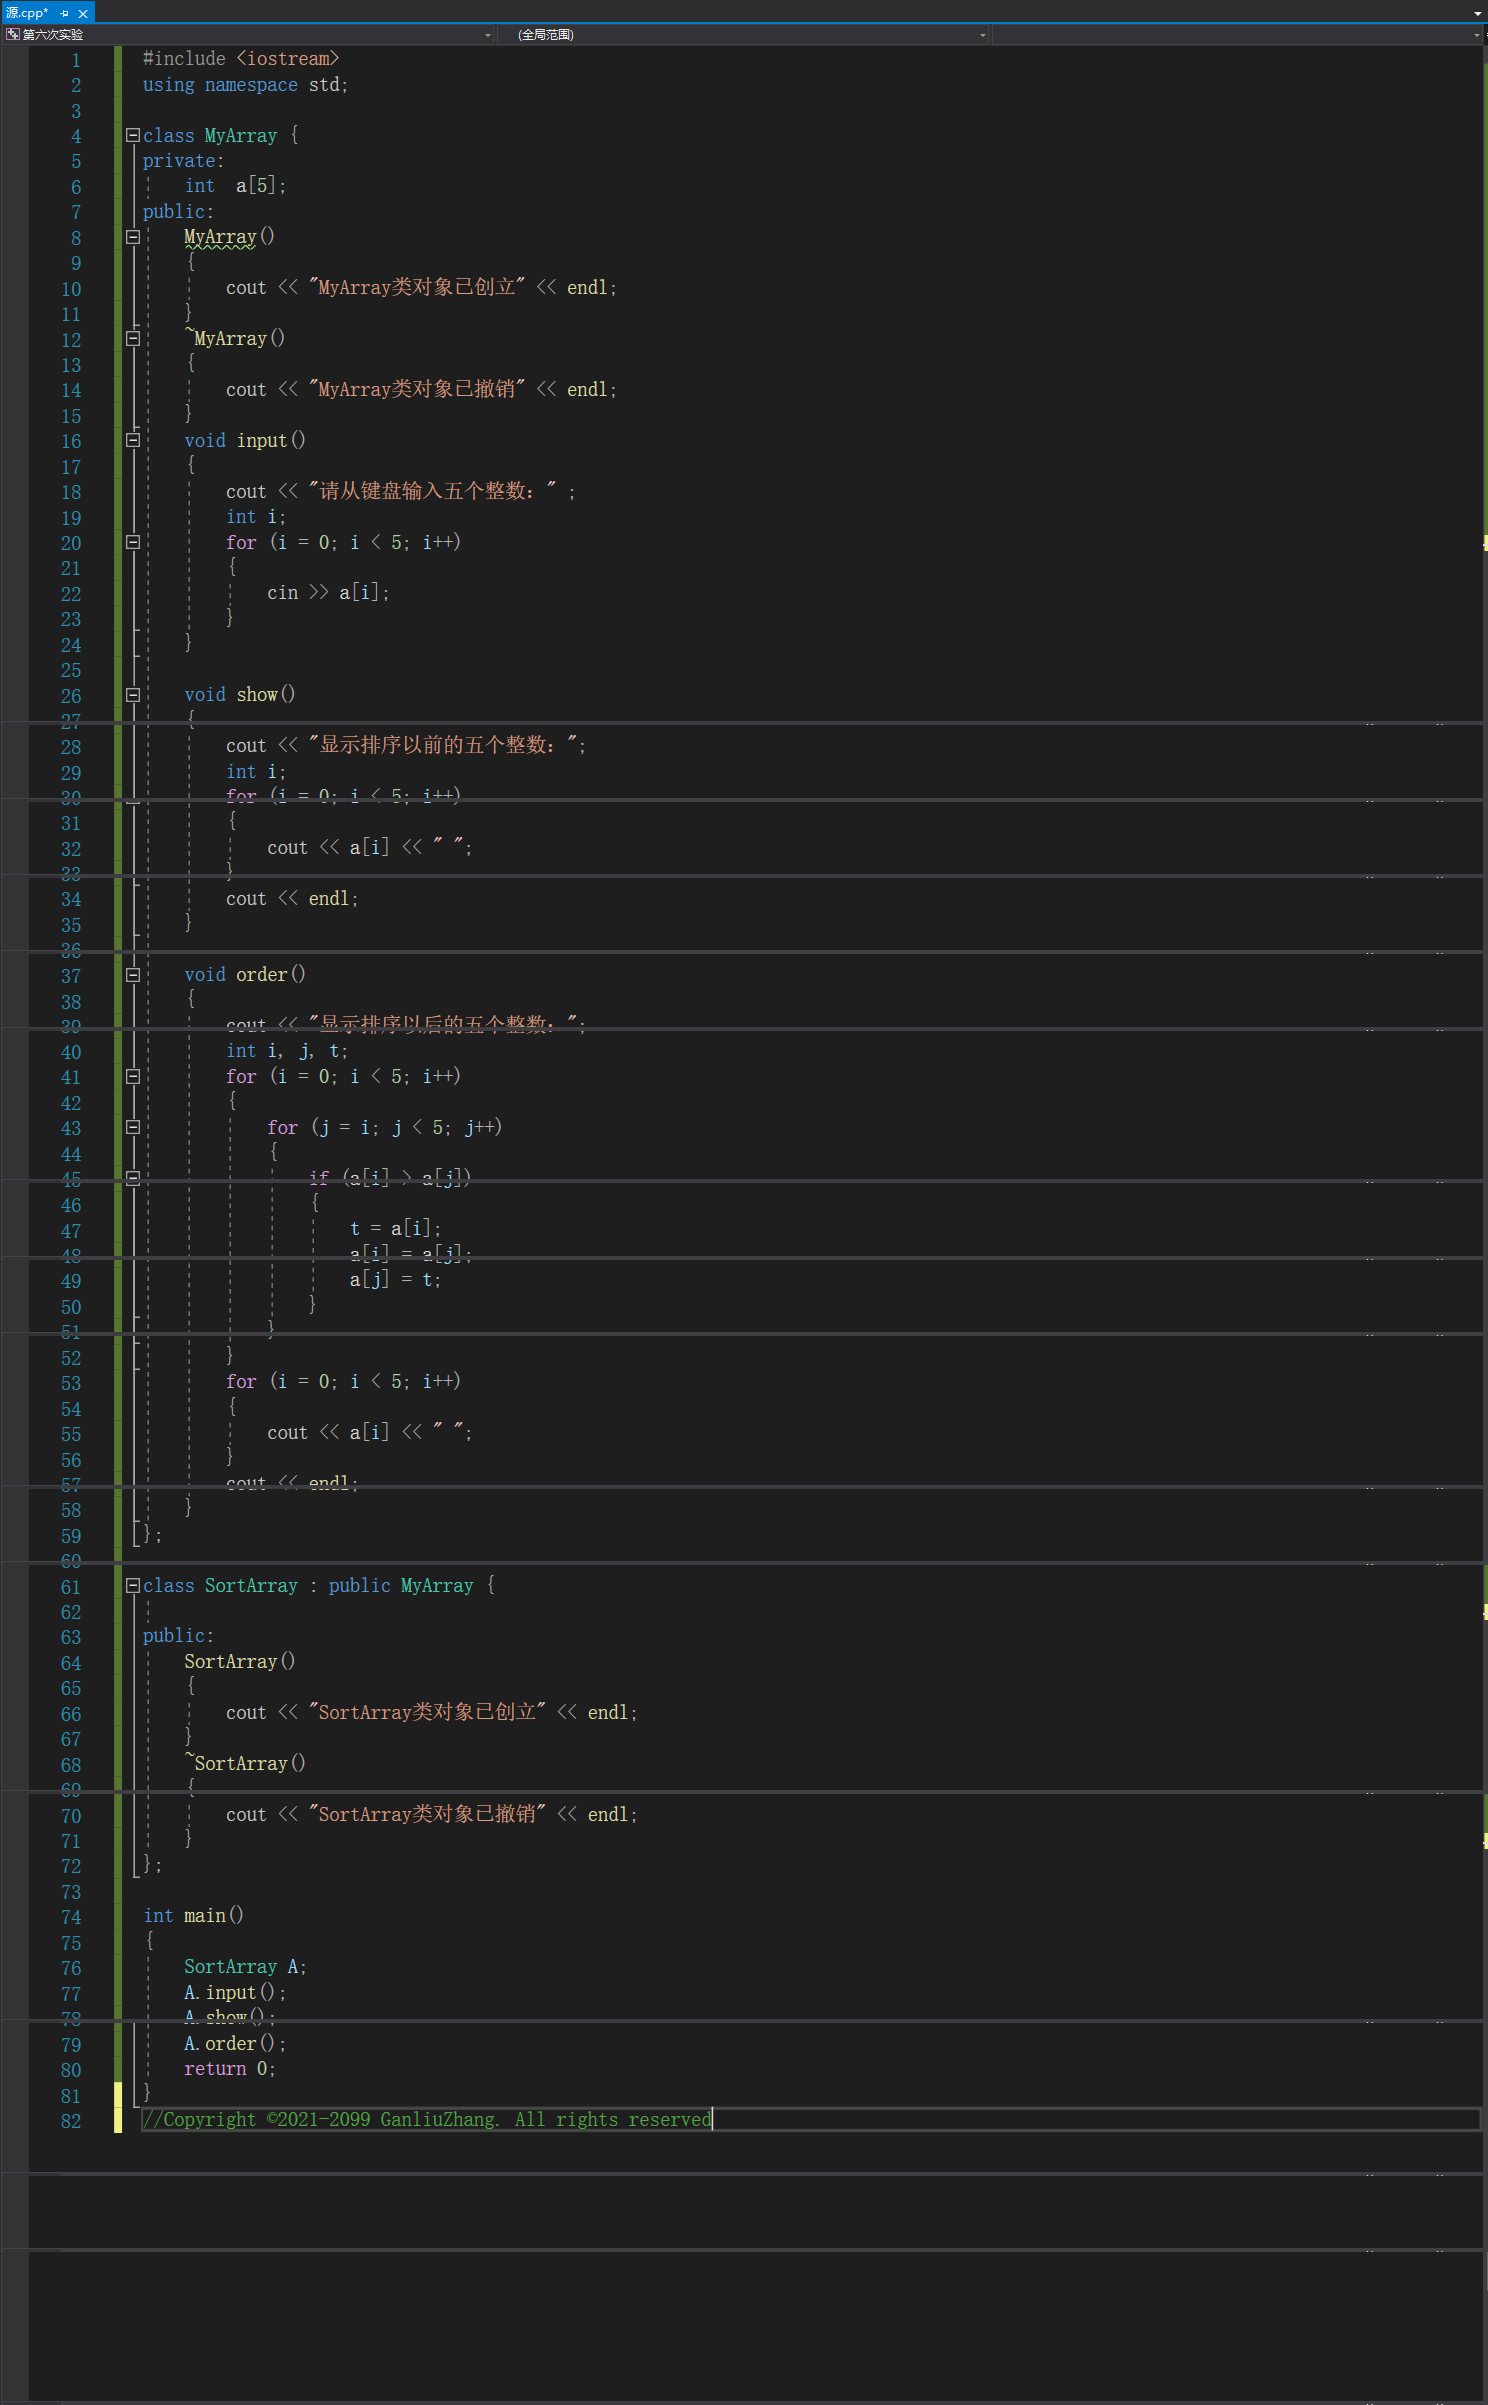 源.cpp*
第六次实验 (全局范围)
1 #include <iostream>
2 using namespace std;
3
4 class MyArray {
5 private:
6 int  a[5];
7 public:
8 MyArray()
9 {
10 cout << "MyArray类对象已创立" << endl;
11 }
12 ~MyArray()
13 {
14 cout << "MyArray类对象已撤销" << endl;
15 }
16 void input()
17 {
18 cout << "请从键盘输入五个整数：" ;
19 int i;
20 for (i = 0; i < 5; i++)
21 {
22 cin >> a[i];
23 }
24 }
25
26 void show()
27 {
28 cout << "显示排序以前的五个整数：";
29 int i;
30 for (i = 0; i < 5; i++)
31 {
32 cout << a[i] << " ";
33 }
34 cout << endl;
35 }
36
37 void order()
38 {
39 cout << "显示排序以后的五个整数：";
40 int i, j, t;
41 for (i = 0; i < 5; i++)
42 {
43 for (j = i; j < 5; j++)
44 {
45 if (a[i] > a[j])
46 {
47 t = a[i];
48 a[i] = a[j];
49 a[j] = t;
50 }
51 }
52 }
53 for (i = 0; i < 5; i++)
54 {
55 cout << a[i] << " ";
56 }
57 cout << endl;
58 }
59 };
60
61 class SortArray : public MyArray {
62
63 public:
64 SortArray()
65 {
66 cout << "SortArray类对象已创立" << endl;
67 }
68 ~SortArray()
69 {
70 cout << "SortArray类对象已撤销" << endl;
71 }
72 };
73
74 int main()
75 {
76 SortArray A;
77 A.input();
78 A.show();
79 A.order();
80 return 0;
81 }
82 //Copyright ©2021-2099 GanliuZhang. All rights reserved